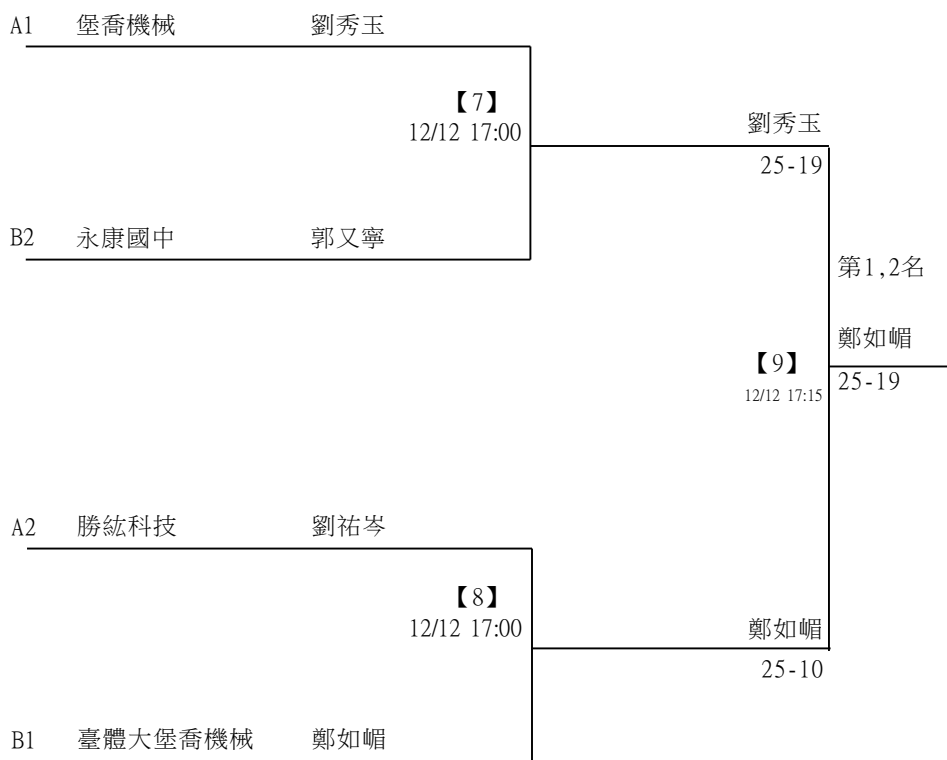 A1 堡喬機械 劉秀玉
【7】
12/12 17:00
劉秀玉
25-19
B2 永康國中 郭又寧
第1,2名
鄭如嵋
【9】
25-19
12/12 17:15
A2 勝紘科技 劉祐岑
【8】
12/12 17:00
鄭如嵋
25-10
B1 臺體大堡喬機械 鄭如嵋